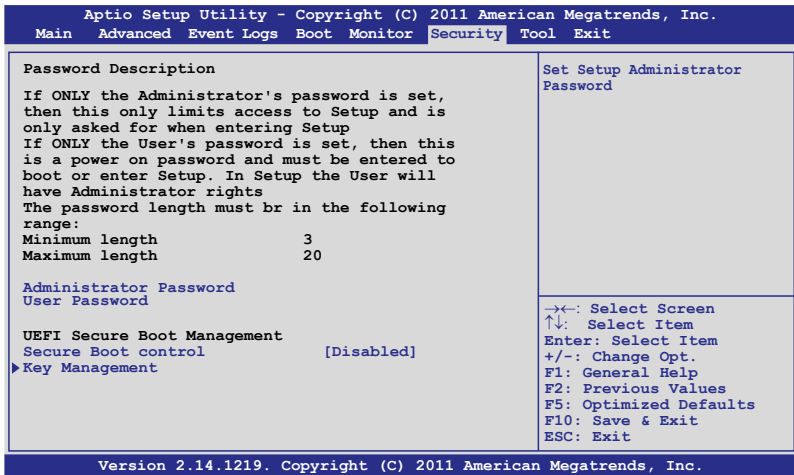 Aptio Setup Utility - Copyright (C) 2011 American Megatrends, Inc.
Main Advanced Event Logs Boot Monitor Security Tool Exit
Password Description
If ONLY the Administrator's password is set,
then this only limits access to Setup and is
only asked for when entering Setup
If ONLY the User's password is set, then this
is a power on password and must be entered to
boot or enter Setup. In Setup the User will
have Administrator rights
The password length must br in the following
range:
Minimum length 3
Maximum length 20
Administrator Password
User Password
UEFI Secure Boot Management
Secure Boot control [Disabled]
Key Management
Set Setup Administrator
Password
→←: Select Screen
↑↓: Select Item
Enter: Select Item
+/-: Change Opt.
F1: General Help
F2: Previous Values
F5: Optimized Defaults
F10: Save & Exit
ESC: Exit
Version 2.14.1219. Copyright (C) 2011 American Megatrends, Inc.